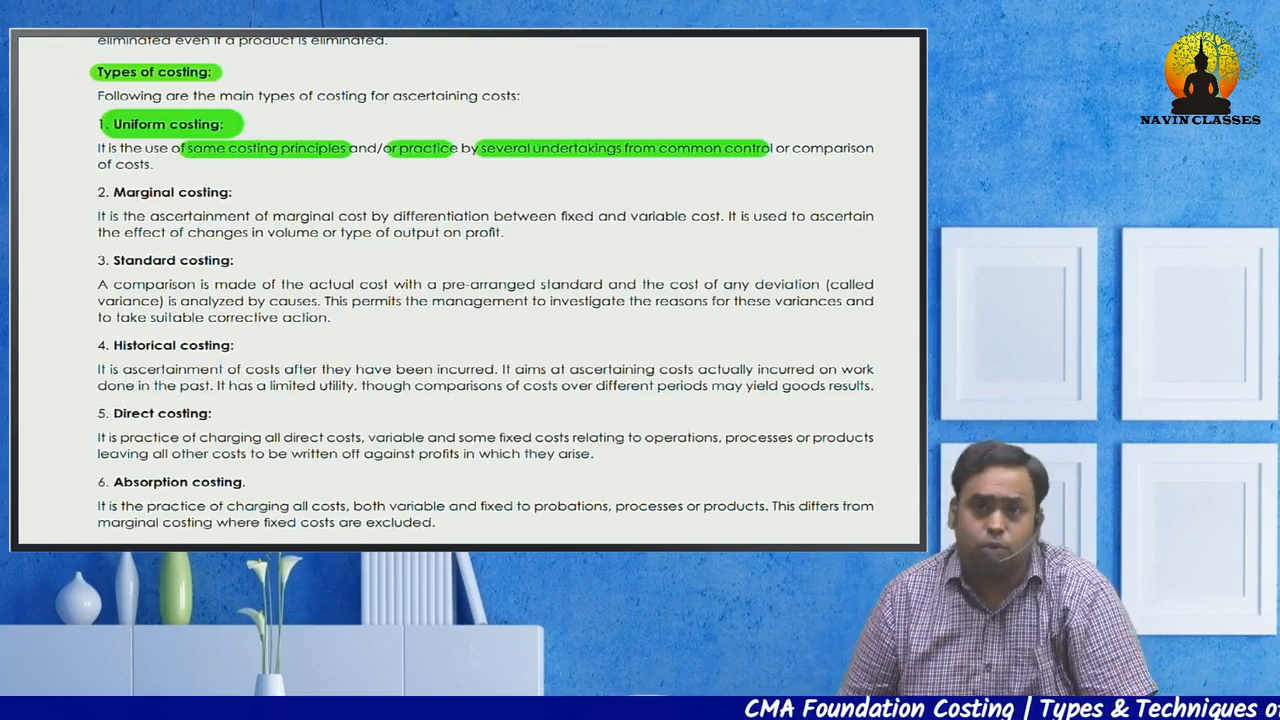 eliminated even if a product is eliminated.
Types of costing:
Following are the main types of costing for ascertaining costs:
1. Uniform costing:
It is the use of same costing principles and/or practice by several undertakings from common control or comparison
of costs.
2. Marginal costing:
It is the ascertainment of marginal cost by differentiation between fixed and variable cost. It is used to ascertain
the effect of changes in volume or type of output on profit.
3. Standard costing:
A comparison is made of the actual cost with a pre-arranged standard and the cost of any deviation (called
variance) is analyzed by causes. This permits the management to investigate the reasons for these variances and
to take suitable corrective action.
4. Historical costing:
It is ascertainment of costs after they have been incurred. It aims at ascertaining costs actually incurred on work
done in the past. It has a limited utility, though comparisons of costs over different periods may yield goods results.
5. Direct costing:
It is practice of charging all direct costs, variable and some fixed costs relating to operations, processes or products
leaving all other costs to be written off against profits in which they arise.
6. Absorption costing.
It is the practice of charging all costs, both variable and fixed to probations, processes or products. This differs from
marginal costing where fixed costs are excluded.
NAVIN CLASSES
CMA Foundation Costing | Types & Techniques of